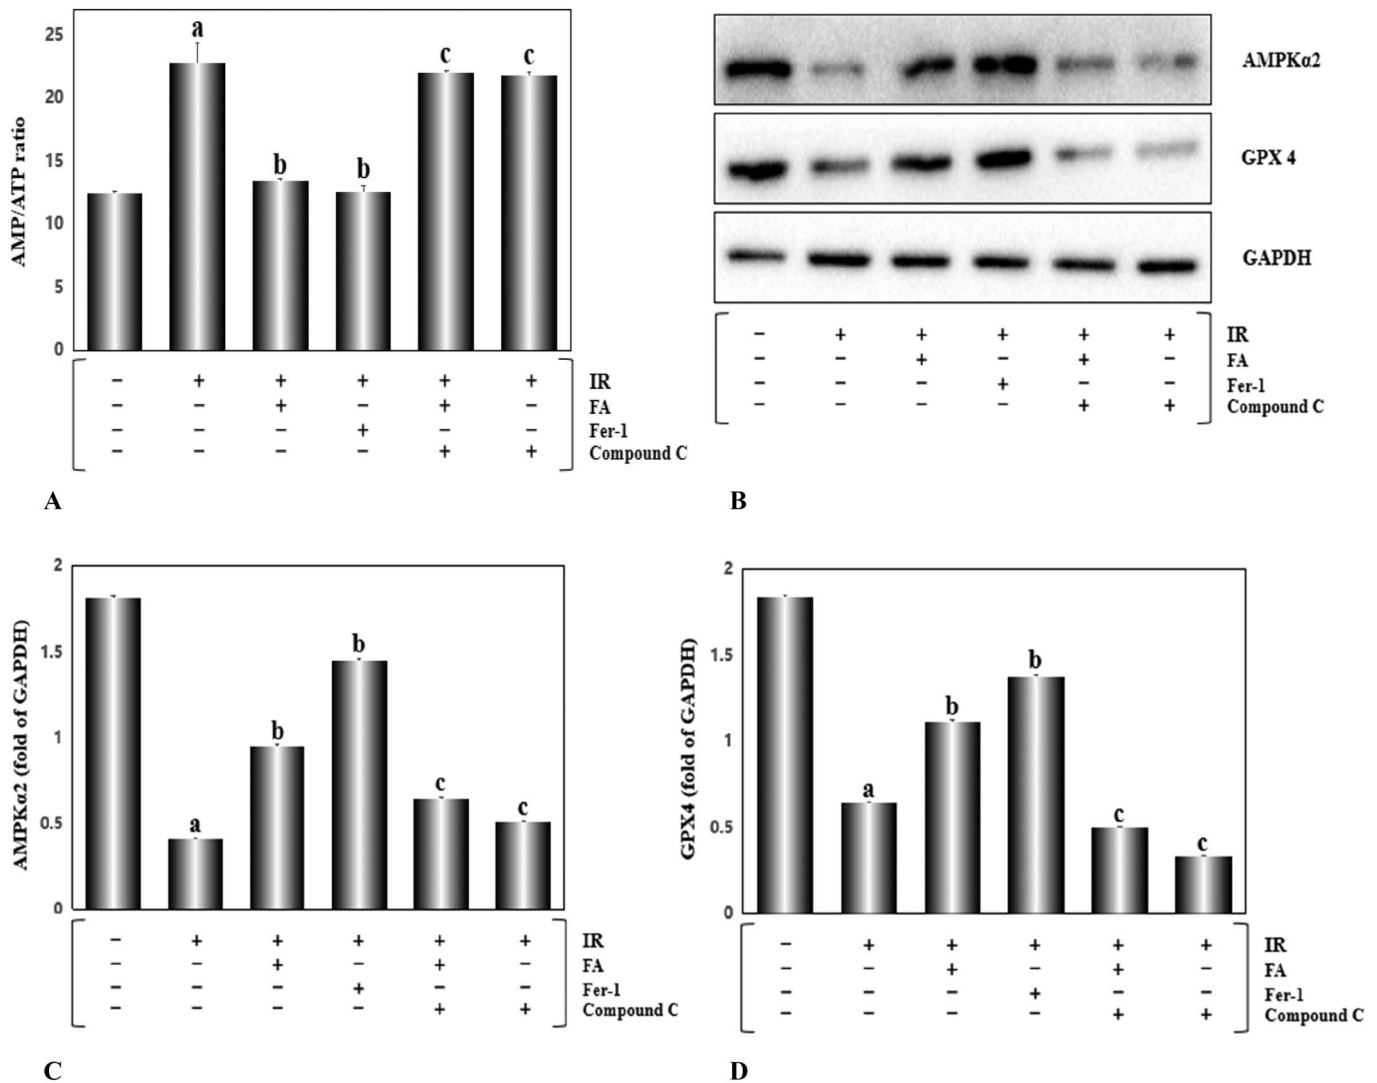 a
b
b
c
c
25
20
15
10
5
0
AMP/ATP ratio
– + + + + + IR
– – + – + – FA
– – – + – – Fer-1
– – – – + + Compound C
A
AMPKα2
GPX 4
GAPDH
– + + + + + IR
– – + – + – FA
– – – + – – Fer-1
– – – – + + Compound C
B
a
b
b
c
c
2
1.5
1
0.5
0
AMPKα2 (fold of GAPDH)
– + + + + + IR
– – + – + – FA
– – – + – – Fer-1
– – – – + + Compound C
C
a
b
b
c
c
2
1.5
1
0.5
0
GPX4 (fold of GAPDH)
– + + + + + IR
– – + – + – FA
– – – + – – Fer-1
– – – – + + Compound C
D